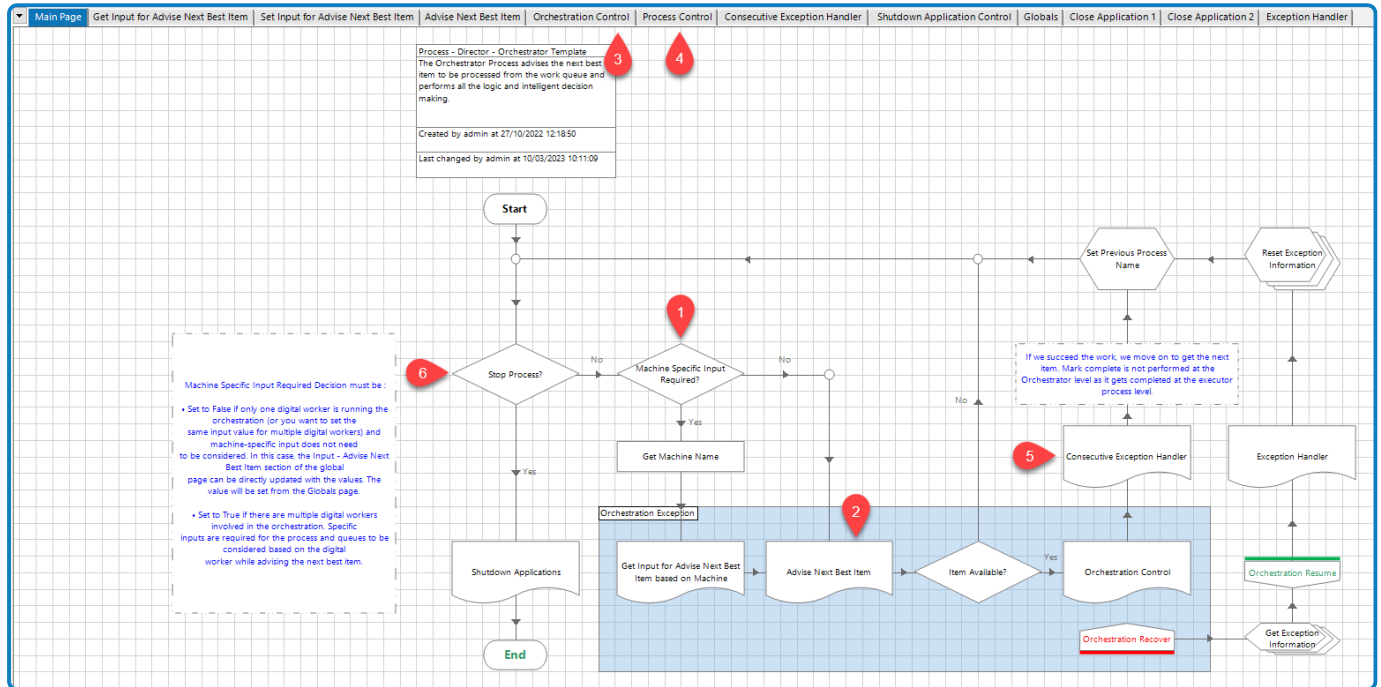 Main Page
Get Input for Advise Next Best Item
Set Input for Advise Next Best Item
Advise Next Best Item
Orchestration Control
Process Control
Consecutive Exception Handler
Shutdown Application Control
Globals
Close Application 1
Close Application 2
Exception Handler
Process - Director - Orchestrator Template
The Orchestrator Process advises the next best
item to be processed from the work queue and
performs all the logic and intelligent decision
making.
Created by admin at 27/10/2022 12:18:50
Last changed by admin at 10/03/2023 10:11:09
3
4
Start
Set Previous Process
Name
Reset Exception
Information
1
6
Stop Process?
No
Machine Specific Input
Required?
No
Yes
Yes
Get Machine Name
If we succeed the work, we move on to get the next
item. Mark complete is not performed at the
Orchestrator level as it gets completed at the executor
process level.
No
Machine Specific Input Required Decision must be :
• Set to False if only one digital worker is running the
orchestration (or you want to set the
same input value for multiple digital workers) and
machine-specific input does not need
to be considered. In this case, the Input - Advise Next
Best Item section of the global
page can be directly updated with the values. The
value will be set from the Globals page.
• Set to True if there are multiple digital workers
involved in the orchestration. Specific
inputs are required for the process and queues to be
considered based on the digital
worker while advising the next best item.
5
Consecutive Exception Handler
Exception Handler
2
Orchestration Exception
Shutdown Applications
Get Input for Advise Next Best
Item based on Machine
Advise Next Best Item
Item Available?
Yes
Orchestration Control
Orchestration Resume
Orchestration Recover
Get Exception
Information
End